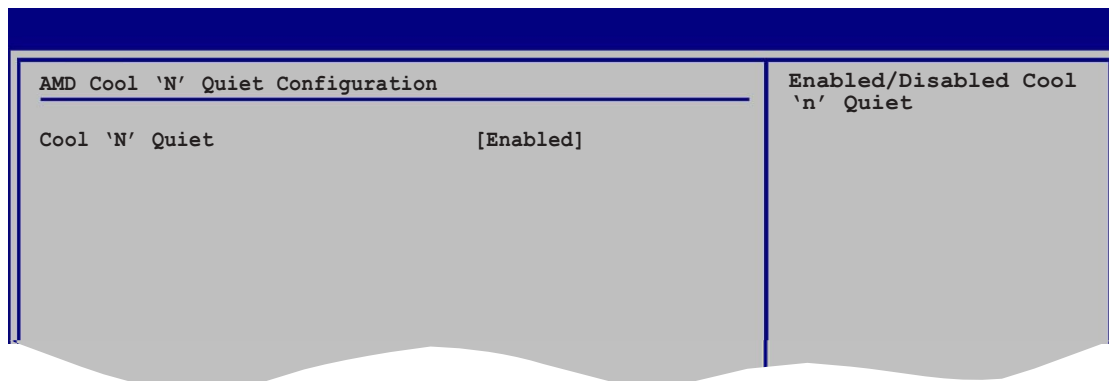 AMD Cool ‘N’ Quiet Configuration
Cool ‘N’ Quiet [Enabled]
Enabled/Disabled Cool
‘n’ Quiet